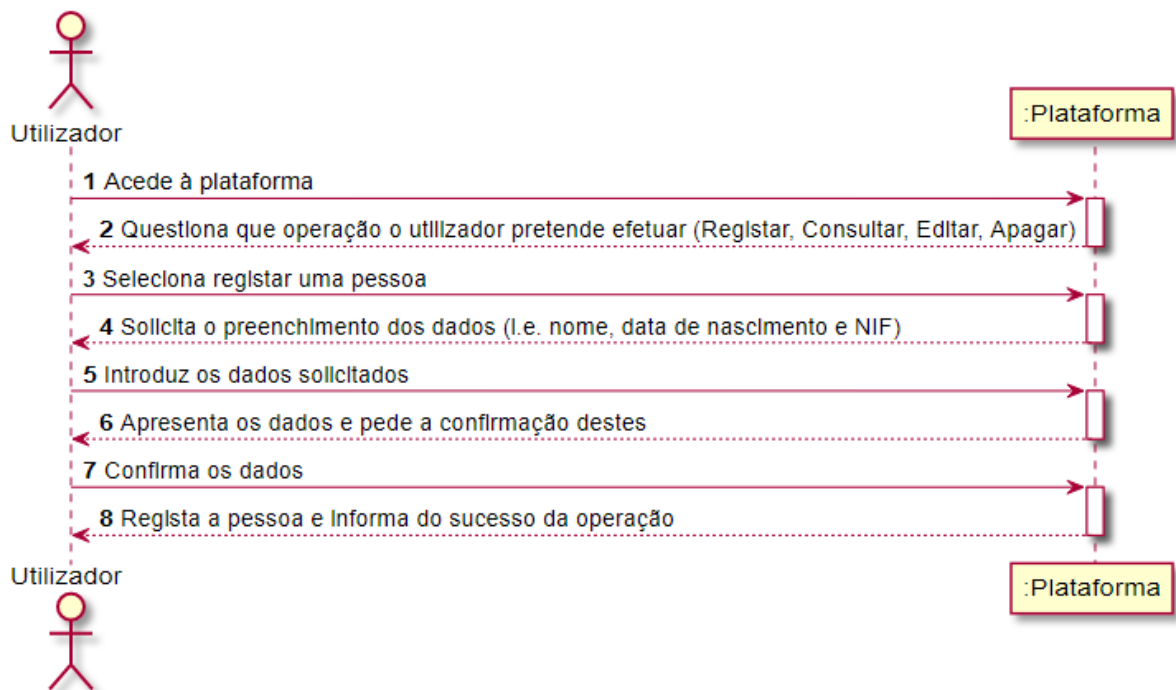 Utilizador
:Plataforma
1 Acede à plataforma
2 Questiona que operação o utilizador pretende efetuar (Registar, Consultar, Editar, Apagar)
3 Seleciona registar uma pessoa
4 Solicita o preenchimento dos dados (i.e. nome, data de nascimento e NIF)
5 Introduz os dados solicitados
6 Apresenta os dados e pede a confirmação destes
7 Confirma os dados
8 Regista a pessoa e informa do sucesso da operação
Utilizador
:Plataforma